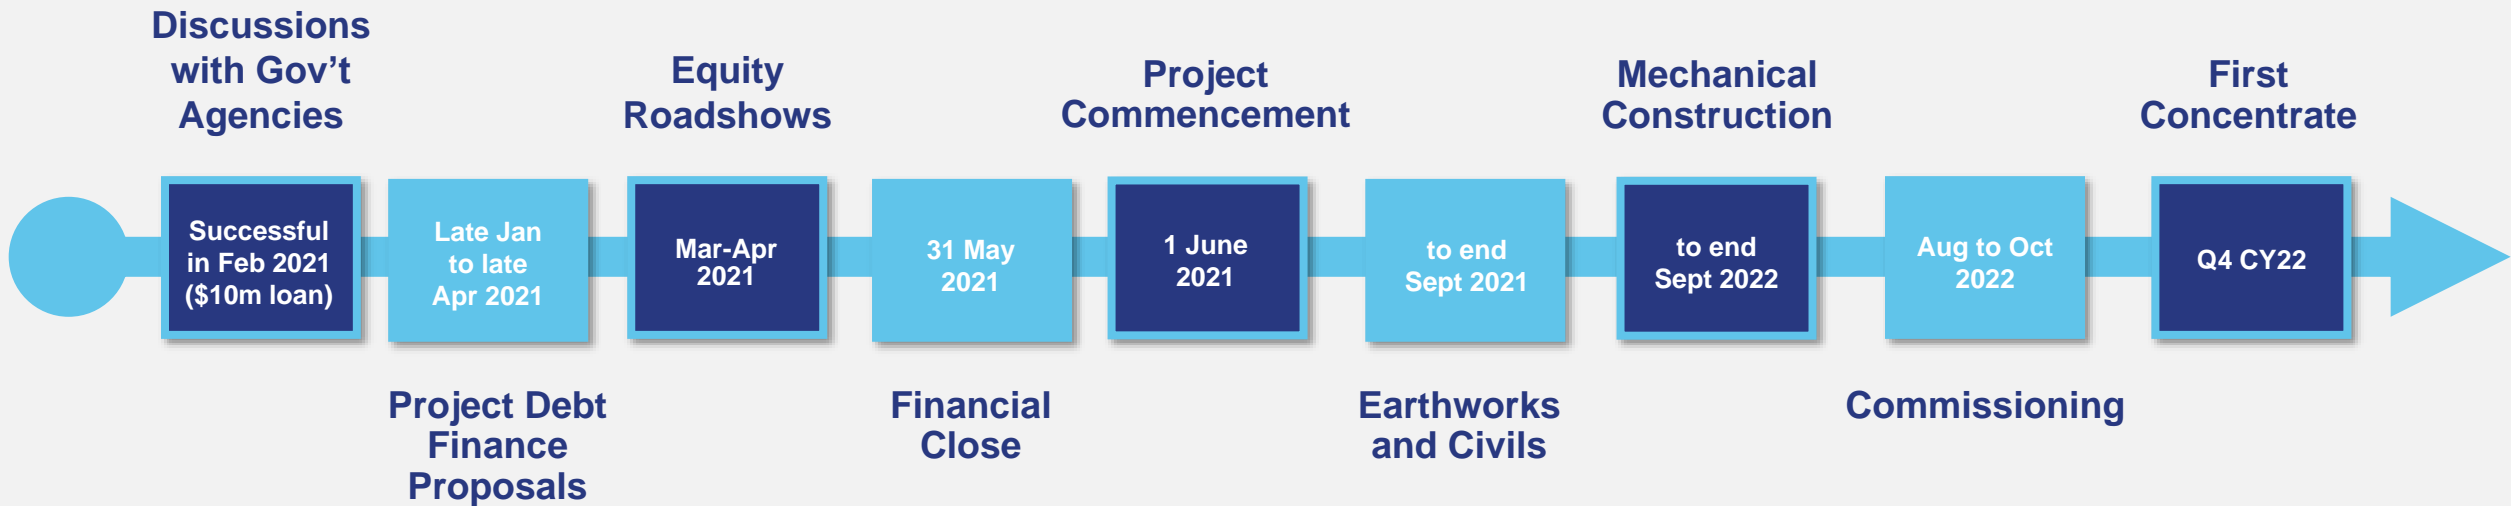 Discussions
with Gov't
Agencies
Successful
in Feb 2021
($10m loan)
Late Jan
to late
Apr 2021
Project Debt
Finance
Proposals
Equity
Roadshows
Mar-Apr
2021
31 May
2021
Financial
Close
Project
Commencement
1 June
2021
to end
Sept 2021
Earthworks
and Civils
Mechanical
Construction
to end
Sept 2022
Aug to Oct
2022
Commissioning
First
Concentrate
Q4 CY22